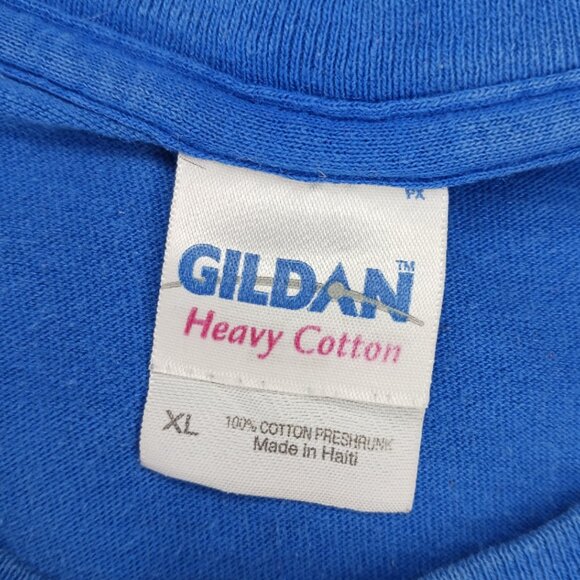 GILDAN™
Heavy Cotton
XL
100% COTTON PRESHRUNK
Made in Haiti